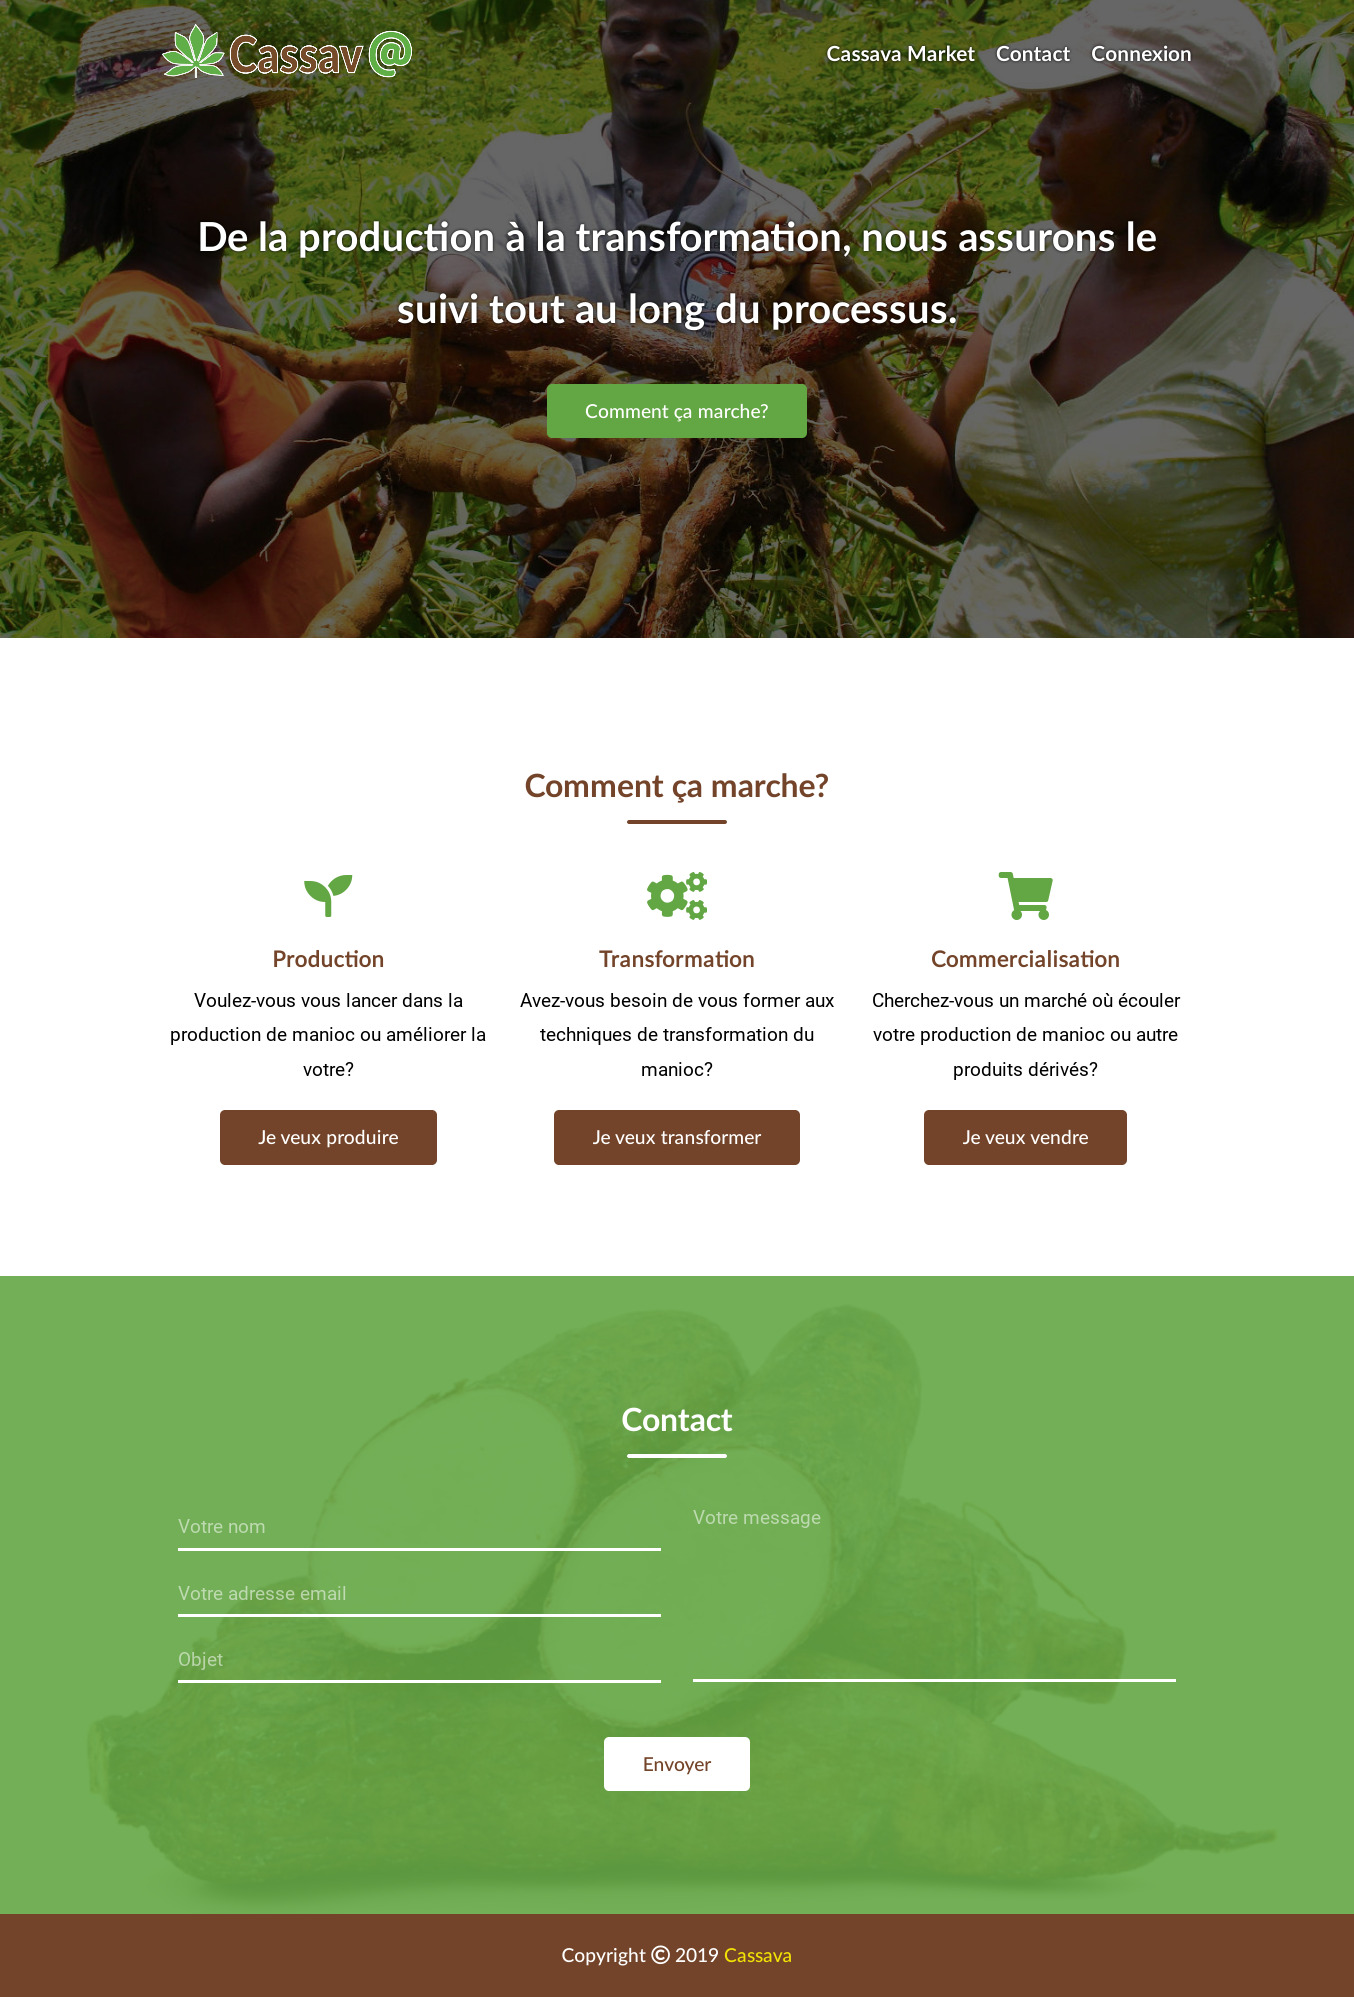 Cassav@
Cassava Market Contact Connexion
De la production à la transformation, nous assurons le
suivi tout au long du processus.
Comment ça marche?
Comment ça marche?
Production
Voulez-vous vous lancer dans la
production de manioc ou améliorer la
votre?
Je veux produire
Transformation
Avez-vous besoin de vous former aux
techniques de transformation du
manioc?
Je veux transformer
Commercialisation
Cherchez-vous un marché où écouler
votre production de manioc ou autre
produits dérivés?
Je veux vendre
Contact
Votre nom
Votre adresse email
Objet
Votre message
Envoyer
Copyright © 2019 Cassava